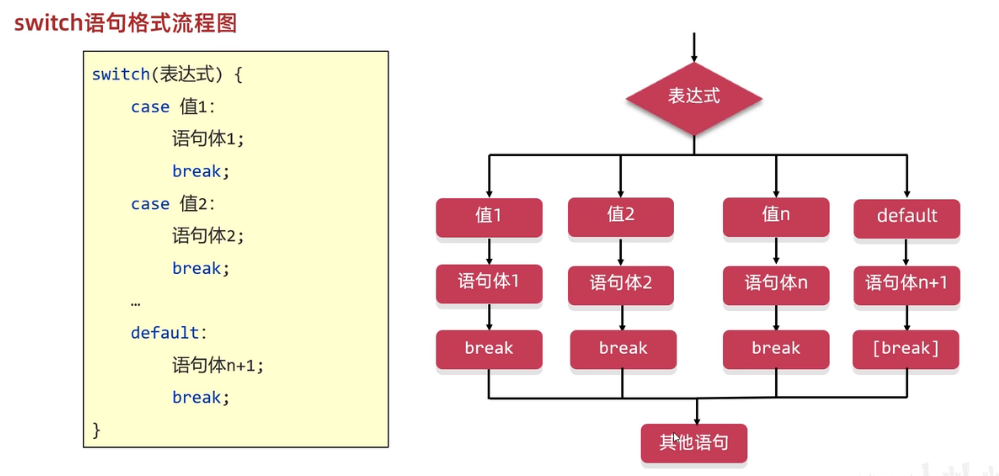 switch语句格式流程图
switch(表达式) {
case 值1:
语句体1;
break;
case 值2:
语句体2;
break;
…
default:
语句体n+1;
break;
}
表达式
值1 值2 值n default
语句体1 语句体2 语句体n 语句体n+1
break break break [break]
其他语句